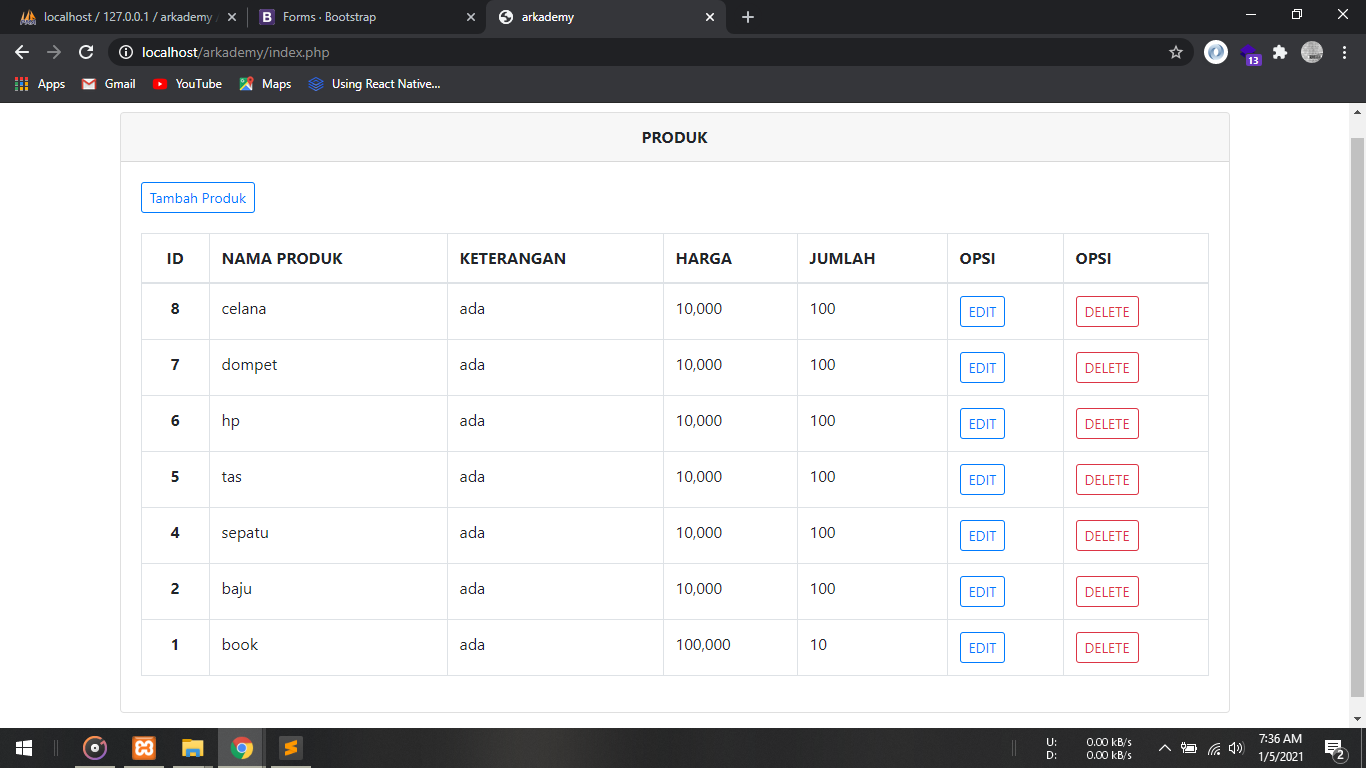 localhost / 127.0.0.1 / arkademy
Forms · Bootstrap
arkademy
localhost/arkademy/index.php
13
Apps
Gmail
YouTube
Maps
Using React Native...
PRODUK
Tambah Produk
ID NAMA PRODUK KETERANGAN HARGA JUMLAH OPSI OPSI
8 celana ada 10,000 100 EDIT DELETE
7 dompet ada 10,000 100 EDIT DELETE
6 hp ada 10,000 100 EDIT DELETE
5 tas ada 10,000 100 EDIT DELETE
4 sepatu ada 10,000 100 EDIT DELETE
2 baju ada 10,000 100 EDIT DELETE
1 book ada 100,000 10 EDIT DELETE
U: 0.00 kB/s
D: 0.00 kB/s
7:36 AM
1/5/2021
2